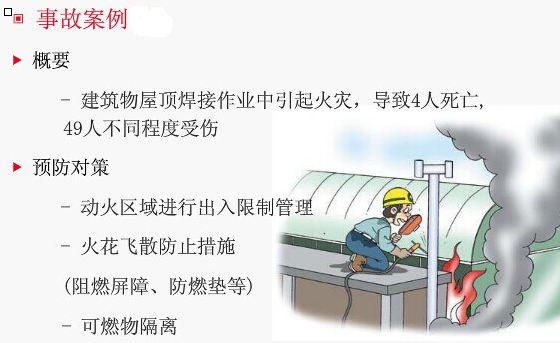 事故案例
概要
– 建筑物屋顶焊接作业中引起火灾，导致4人死亡,
49人不同程度受伤
预防对策
– 动火区域进行出入限制管理
– 火花飞散防止措施
(阻燃屏障、防燃垫等)
– 可燃物隔离